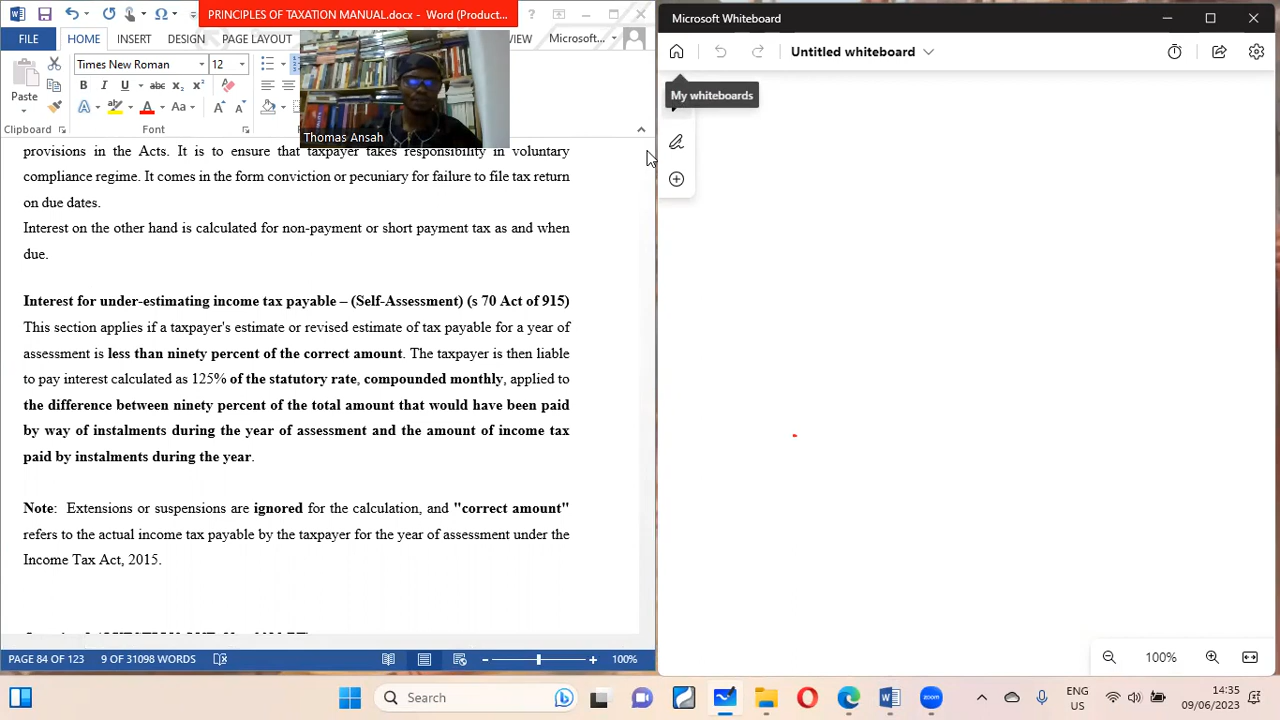 PRINCIPLES OF TAXATION MANUAL.docx - Word (Product...
FILE HOME INSERT DESIGN PAGE LAYOUT VIEW Microsoft...
Times New Roman 12
Paste
B I U abc A Aa A A
Clipboard Font
Thomas Ansah
provisions in the Acts. It is to ensure that taxpayer takes responsibility in voluntary
compliance regime. It comes in the form conviction or pecuniary for failure to file tax return
on due dates.
Interest on the other hand is calculated for non-payment or short payment tax as and when
due.
Interest for under-estimating income tax payable – (Self-Assessment) (s 70 Act of 915)
This section applies if a taxpayer's estimate or revised estimate of tax payable for a year of
assessment is less than ninety percent of the correct amount. The taxpayer is then liable
to pay interest calculated as 125% of the statutory rate, compounded monthly, applied to
the difference between ninety percent of the total amount that would have been paid
by way of instalments during the year of assessment and the amount of income tax
paid by instalments during the year.
Note: Extensions or suspensions are ignored for the calculation, and "correct amount"
refers to the actual income tax payable by the taxpayer for the year of assessment under the
Income Tax Act, 2015.
PAGE 84 OF 123 9 OF 31098 WORDS 100%
Microsoft Whiteboard
Untitled whiteboard
My whiteboards
100%
Search
ENG
US
14:35
09/06/2023